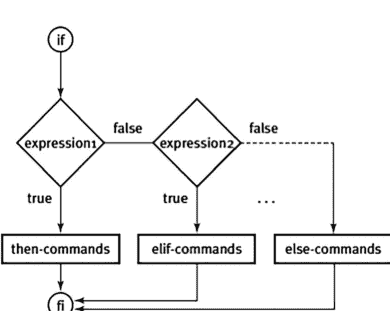 if
false
false
expression1
expression2
true
true
...
then-commands
elif-commands
else-commands
fi